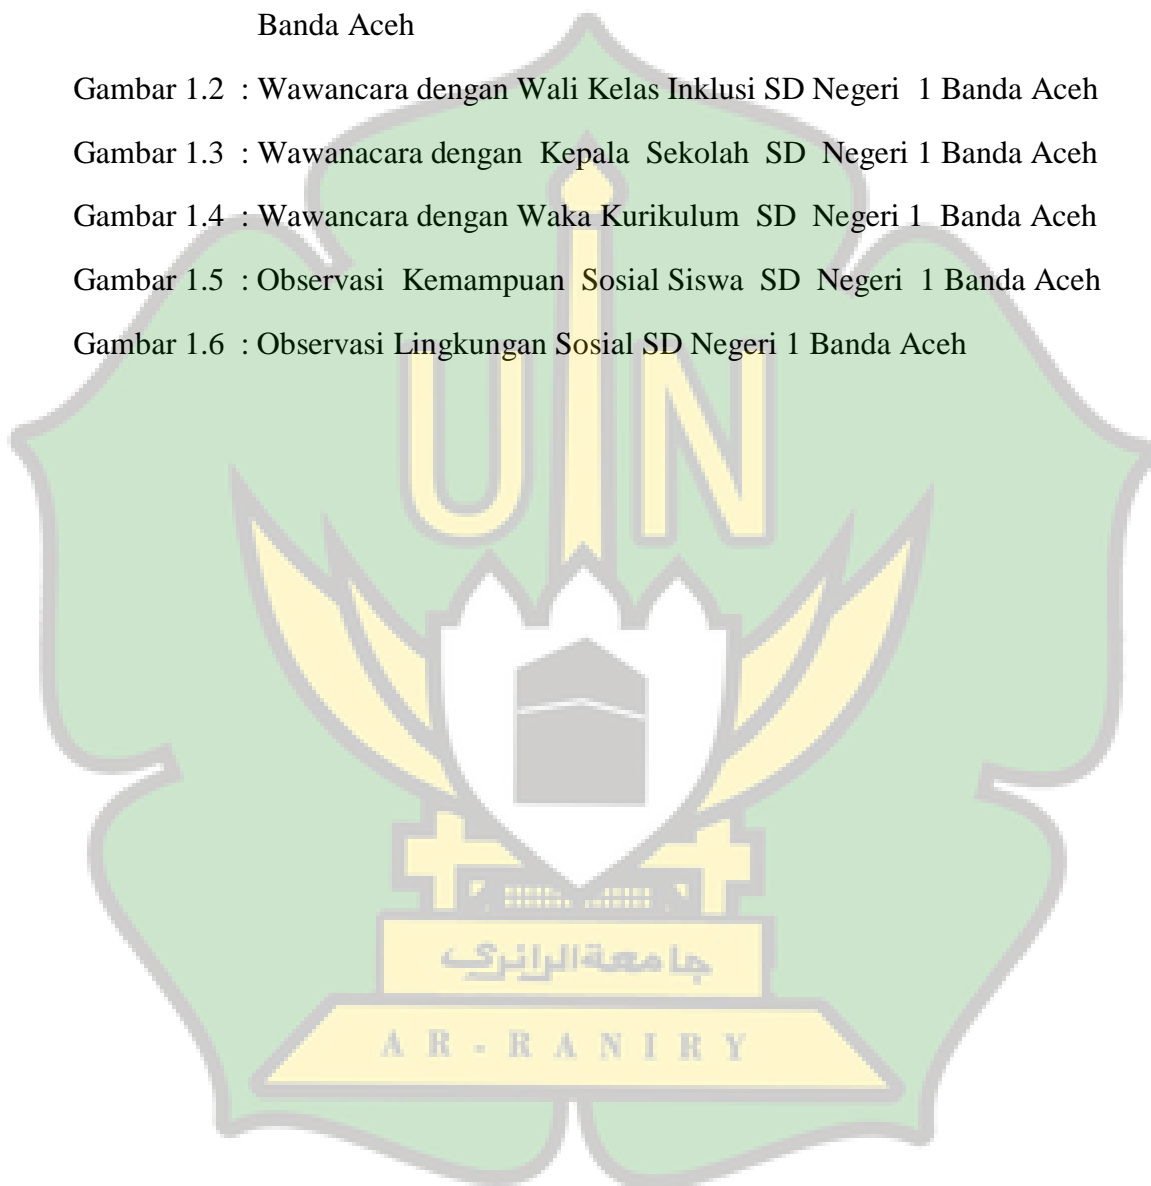 Banda Aceh
Gambar 1.2 : Wawancara dengan Wali Kelas Inklusi SD Negeri 1 Banda Aceh
Gambar 1.3 : Wawanacara dengan Kepala Sekolah SD Negeri 1 Banda Aceh
Gambar 1.4 : Wawancara dengan Waka Kurikulum SD Negeri 1 Banda Aceh
Gambar 1.5 : Observasi Kemampuan Sosial Siswa SD Negeri 1 Banda Aceh
Gambar 1.6 : Observasi Lingkungan Sosial SD Negeri 1 Banda Aceh
UIN
جامعة الرانري
AR-RANIRY